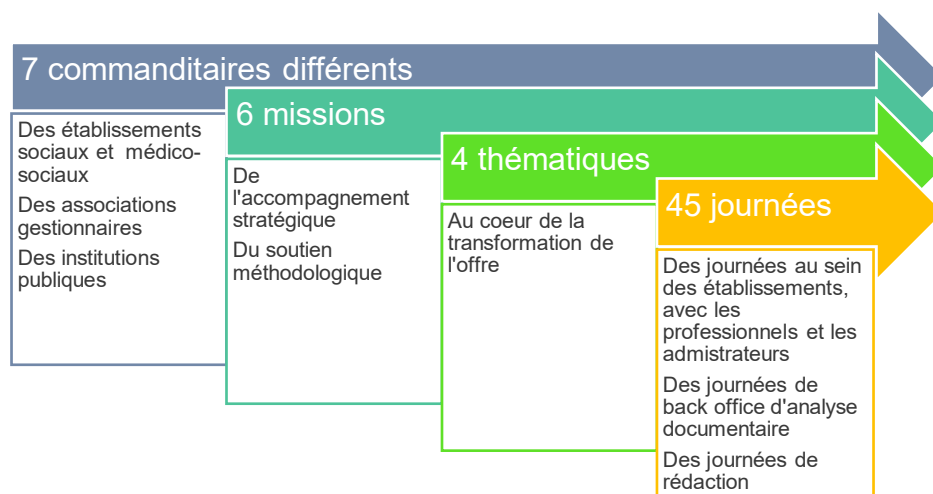 7 commanditaires différents
Des établissements
sociaux et médico-
sociaux
Des associations
gestionnaires
Des institutions
publiques
6 missions
De
l'accompagnement
stratégique
Du soutien
méthodologique
4 thématiques
Au coeur de la
transformation de
l'offre
45 journées
Des journées au sein
des établissements,
avec les
professionnels et les
admistrateurs
Des journées de
back office d'analyse
documentaire
Des journées de
rédaction